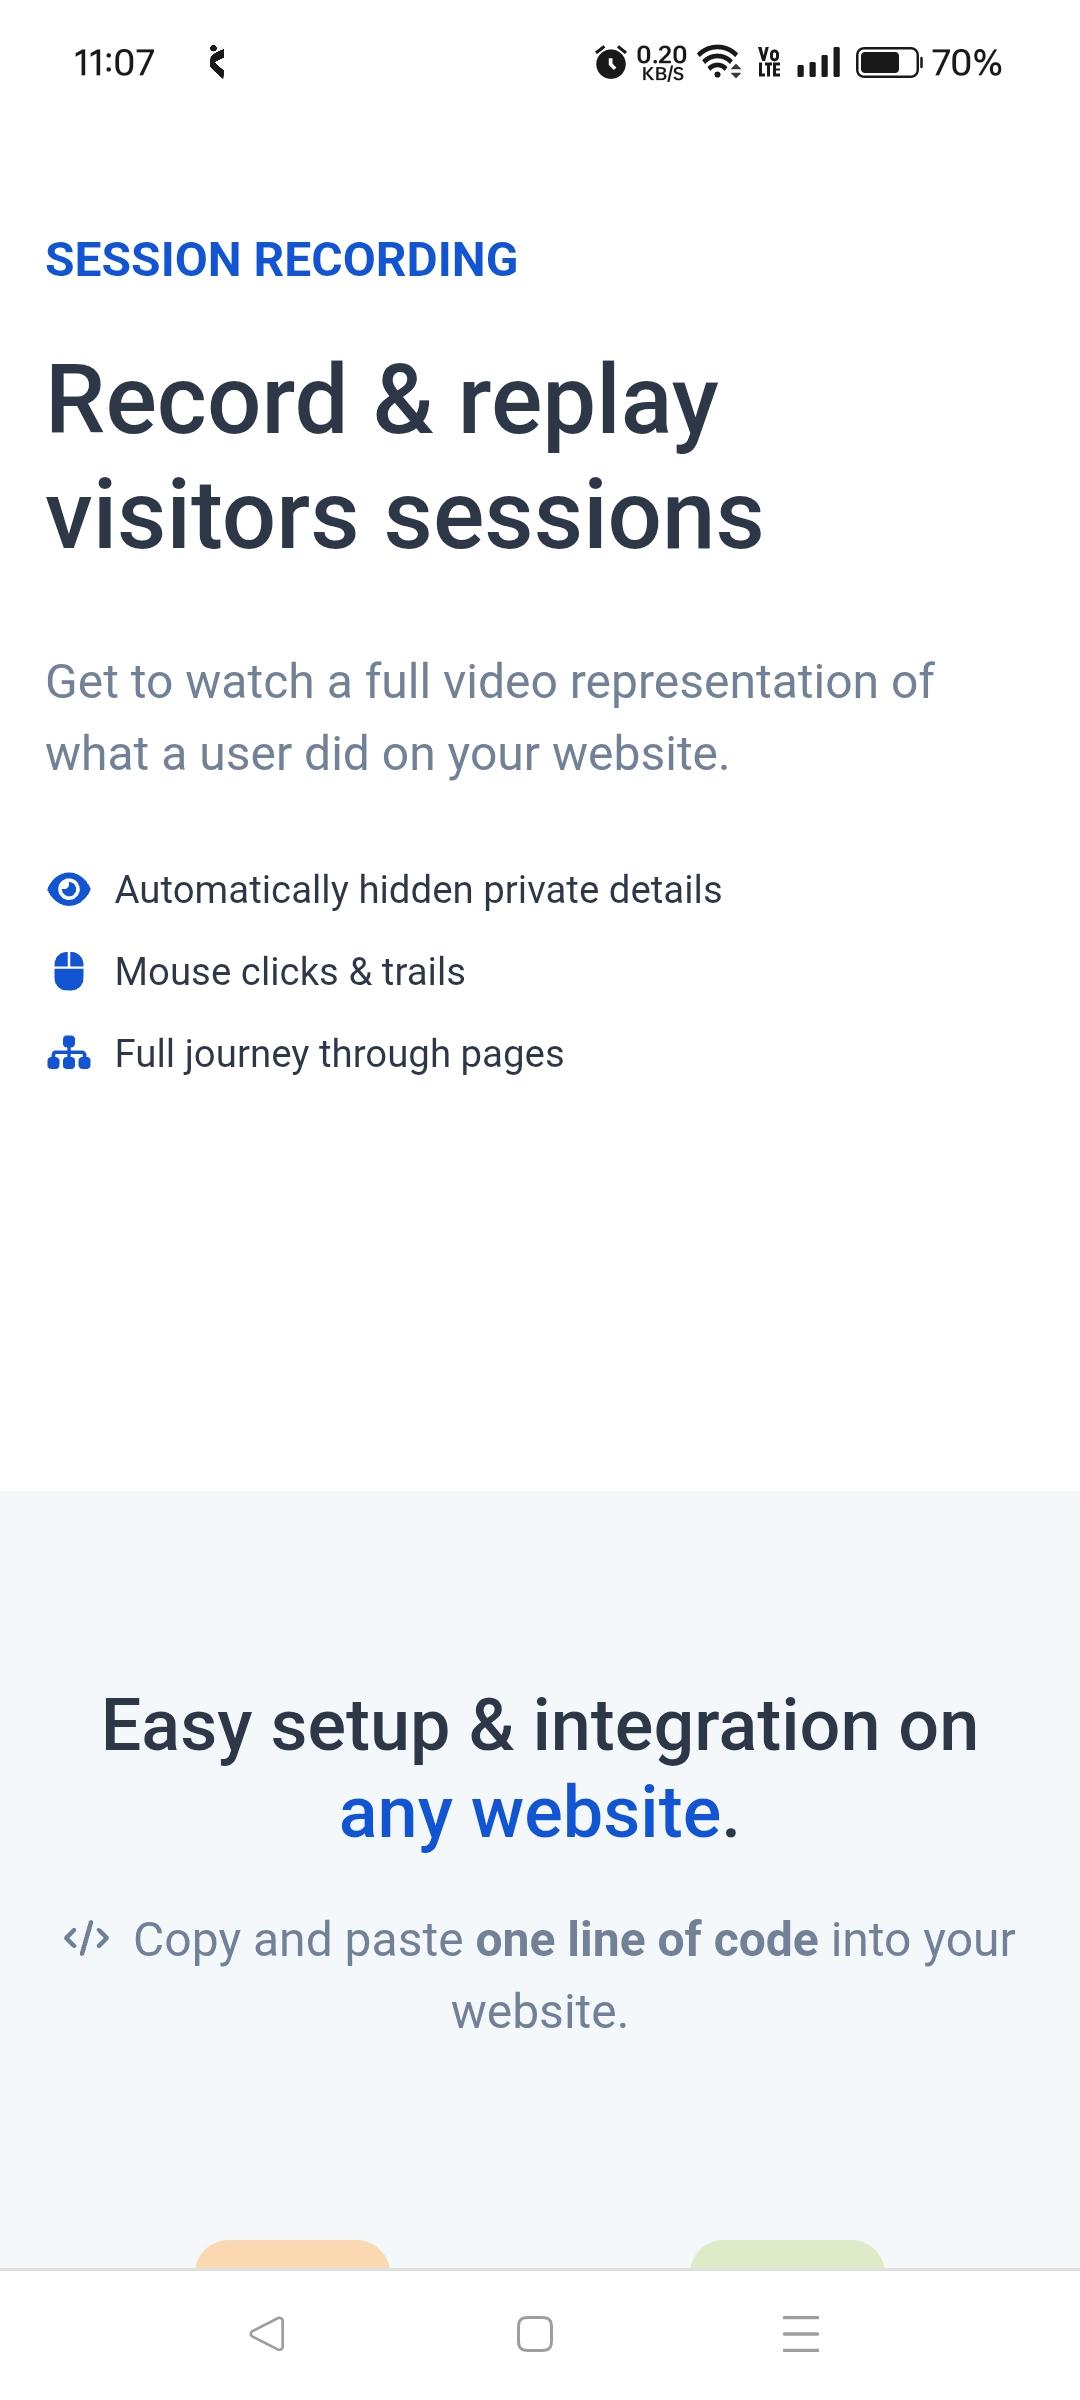 11:07
0.20
KB/S
Vo
LTE
70%
SESSION RECORDING
Record & replay
visitors sessions
Get to watch a full video representation of
what a user did on your website.
Automatically hidden private details
Mouse clicks & trails
Full journey through pages
Easy setup & integration on
any website.
</> Copy and paste one line of code into your
website.